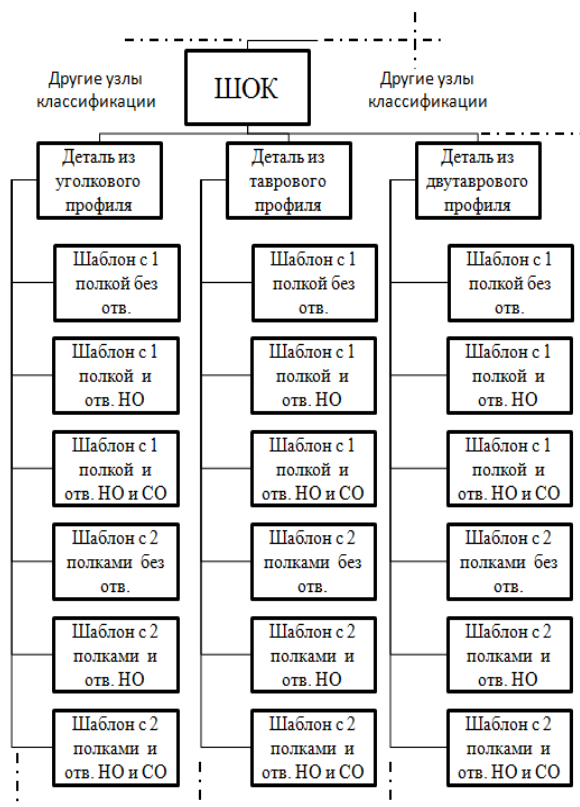 Другие узлы
классификации
ШОК
Другие узлы
классификации
Деталь из
уголкового
профиля
Деталь из
таврового
профиля
Деталь из
двутаврового
профиля
Шаблон с 1
полкой без
отв.
Шаблон с 1
полкой без
отв.
Шаблон с 1
полкой без
отв.
Шаблон с 1
полкой и
отв. НО
Шаблон с 1
полкой и
отв. НО
Шаблон с 1
полкой и
отв. НО
Шаблон с 1
полкой и
отв. НО и СО
Шаблон с 1
полкой и
отв. НО и СО
Шаблон с 1
полкой и
отв. НО и СО
Шаблон с 2
полками без
отв.
Шаблон с 2
полками без
отв.
Шаблон с 2
полками без
отв.
Шаблон с 2
полками и
отв. НО
Шаблон с 2
полками и
отв. НО
Шаблон с 2
полками и
отв. НО
Шаблон с 2
полками и
отв. НО и СО
Шаблон с 2
полками и
отв. НО и СО
Шаблон с 2
полками и
отв. НО и СО